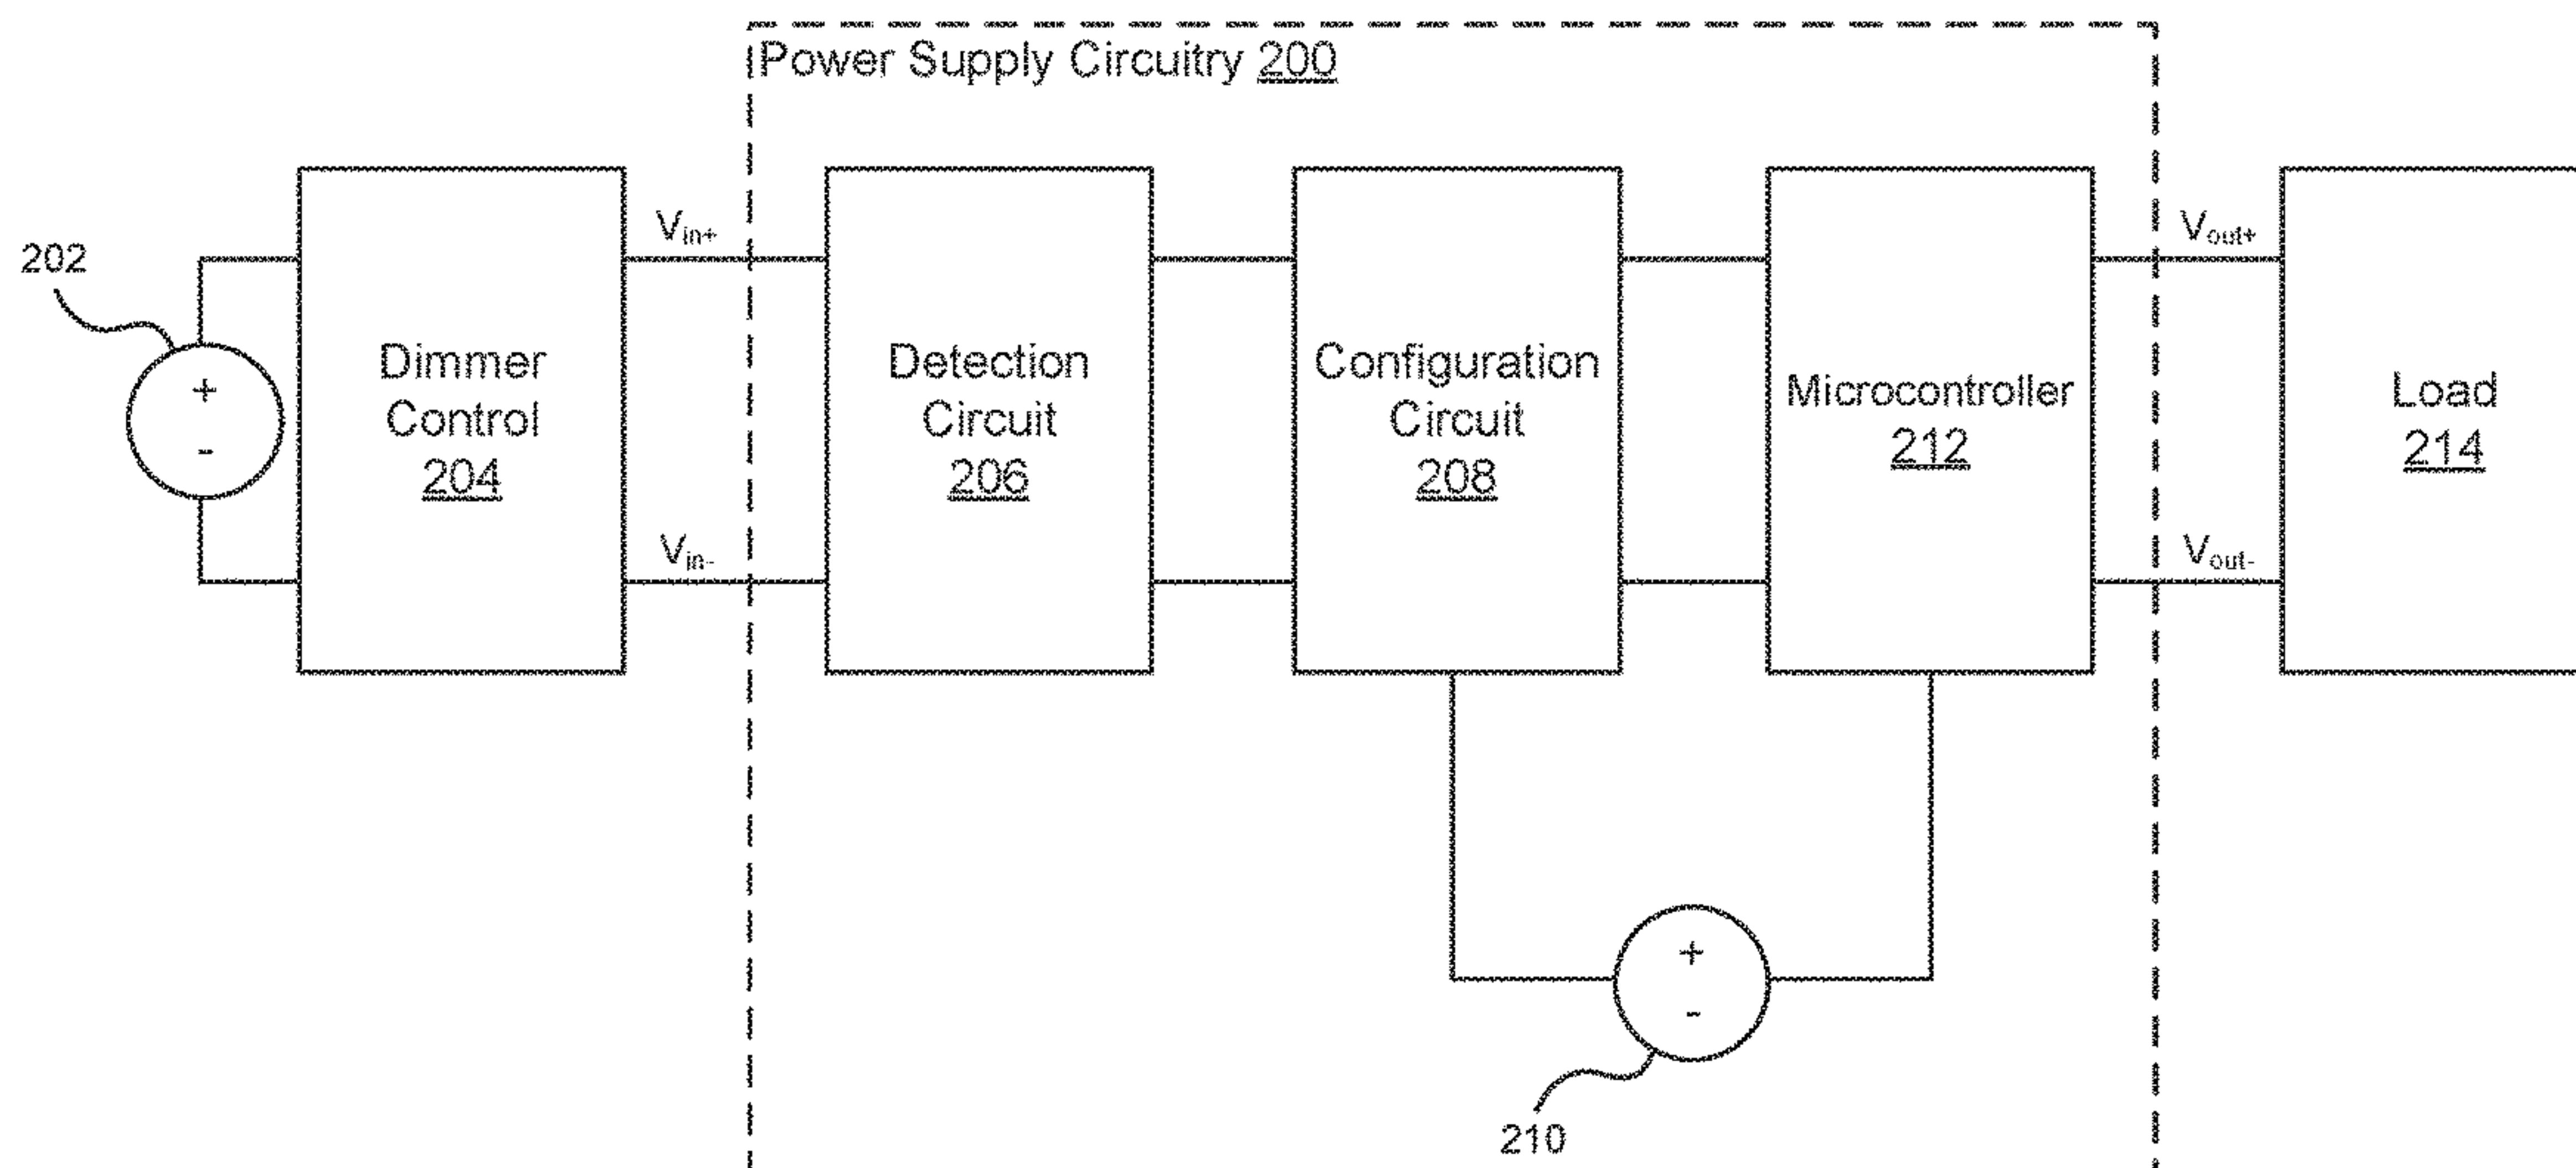 Power Supply Circuitry 200
202
+
-
Dimmer
Control
204
Vin+
Vin-
Detection
Circuit
206
Configuration
Circuit
208
Microcontroller
212
Vout+
Vout-
Load
214
+
-
210